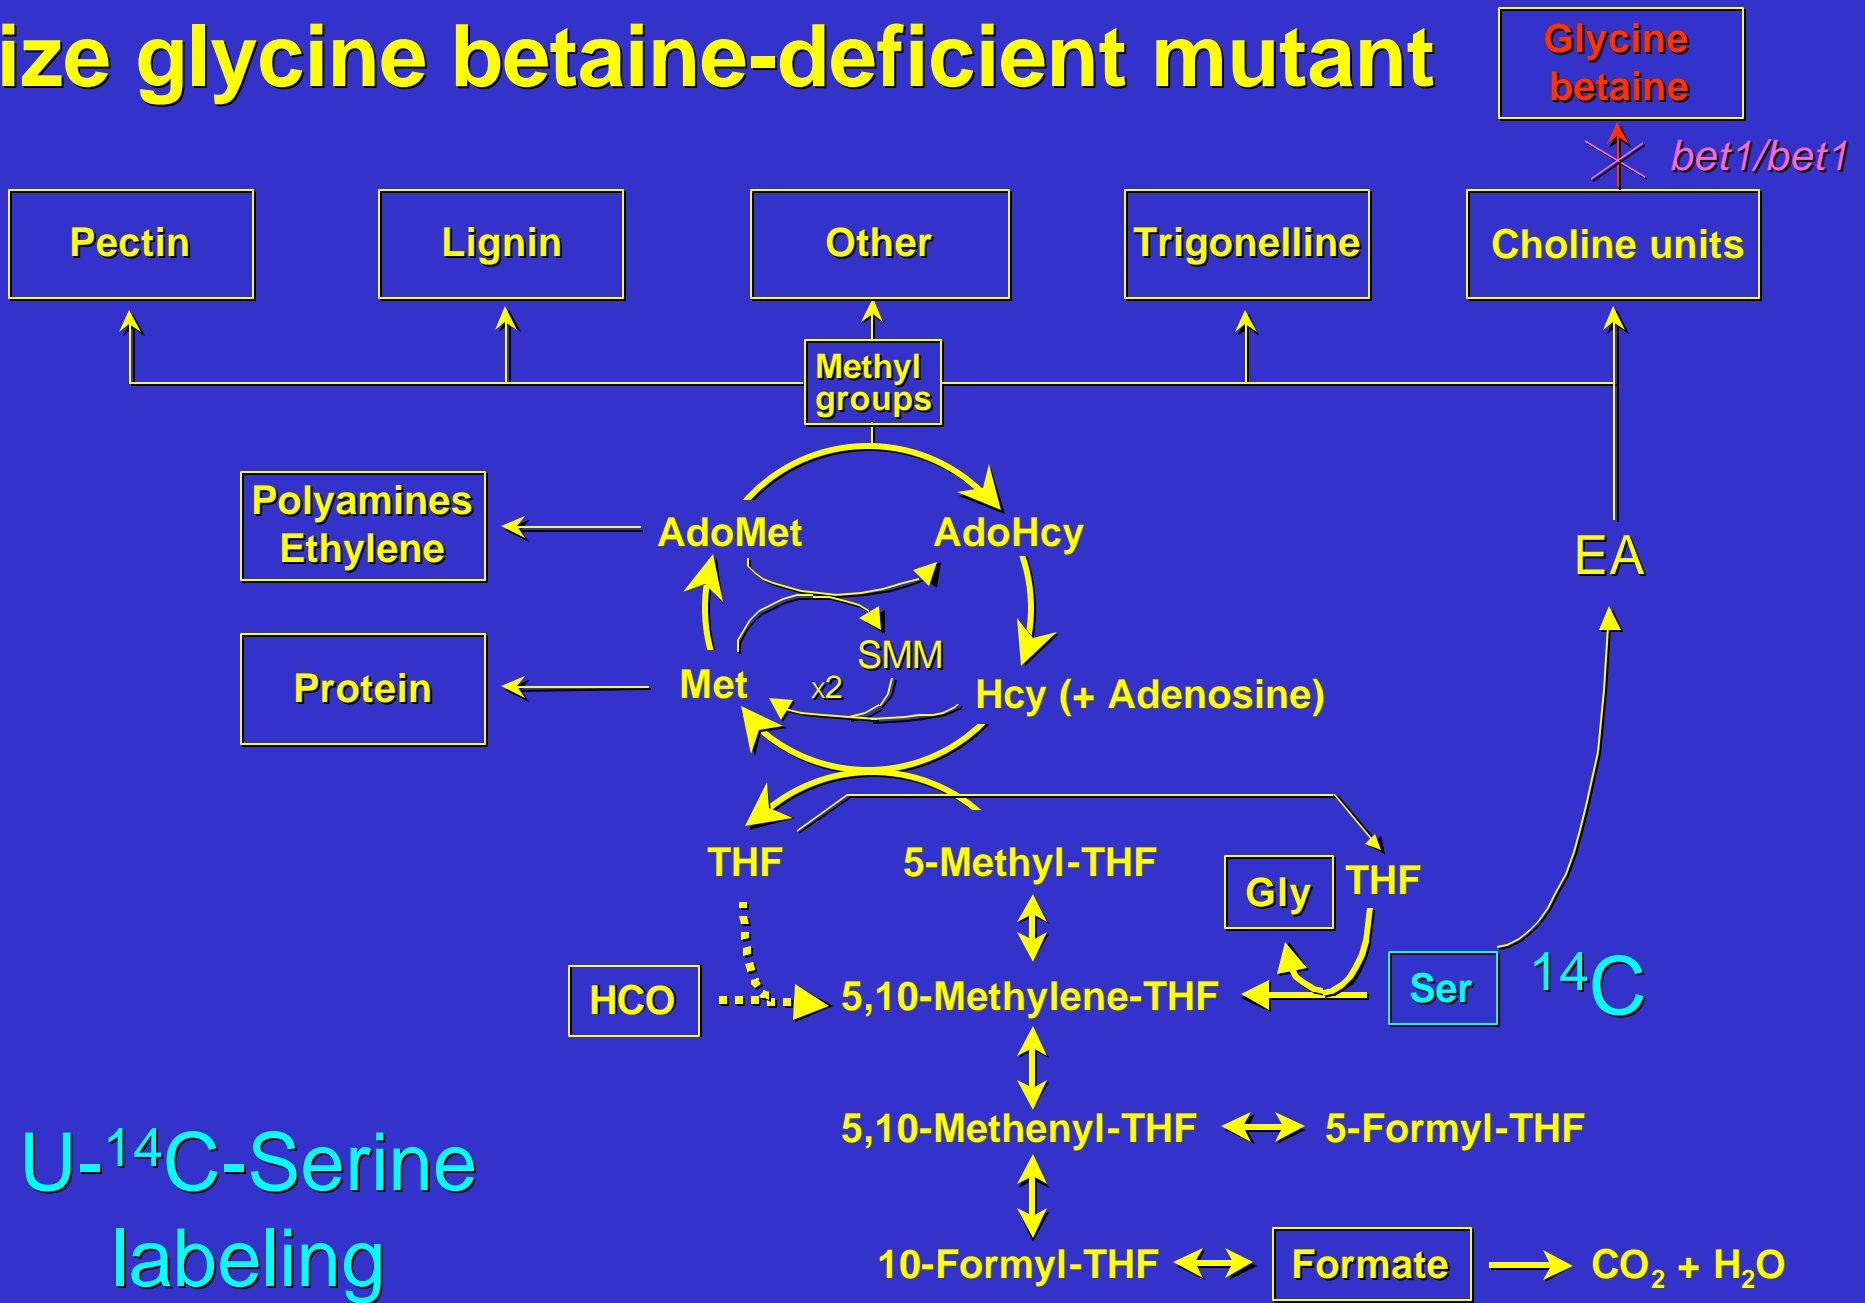 ize glycine betaine-deficient mutant
Glycine
betaine
bet1/bet1
Pectin
Lignin
Other
Trigonelline
Choline units
Methyl
groups
Polyamines
Ethylene
AdoMet
AdoHcy
EA
SMM
Protein
Met
x2
Hcy (+ Adenosine)
THF
5-Methyl-THF
Gly
THF
HCO
5,10-Methylene-THF
Ser
14C
5,10-Methenyl-THF
5-Formyl-THF
U-14C-Serine
labeling
10-Formyl-THF
Formate
CO2 + H2O